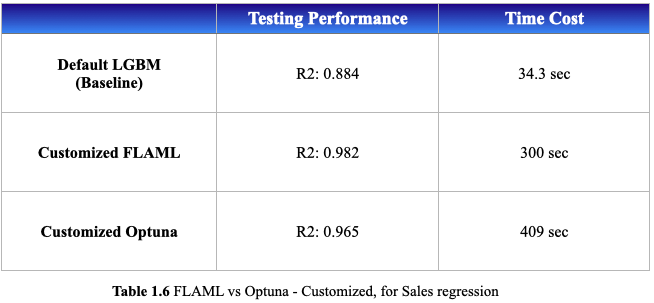 Testing Performance Time Cost
Default LGBM
(Baseline) R2: 0.884 34.3 sec
Customized FLAML R2: 0.982 300 sec
Customized Optuna R2: 0.965 409 sec
Table 1.6 FLAML vs Optuna - Customized, for Sales regression